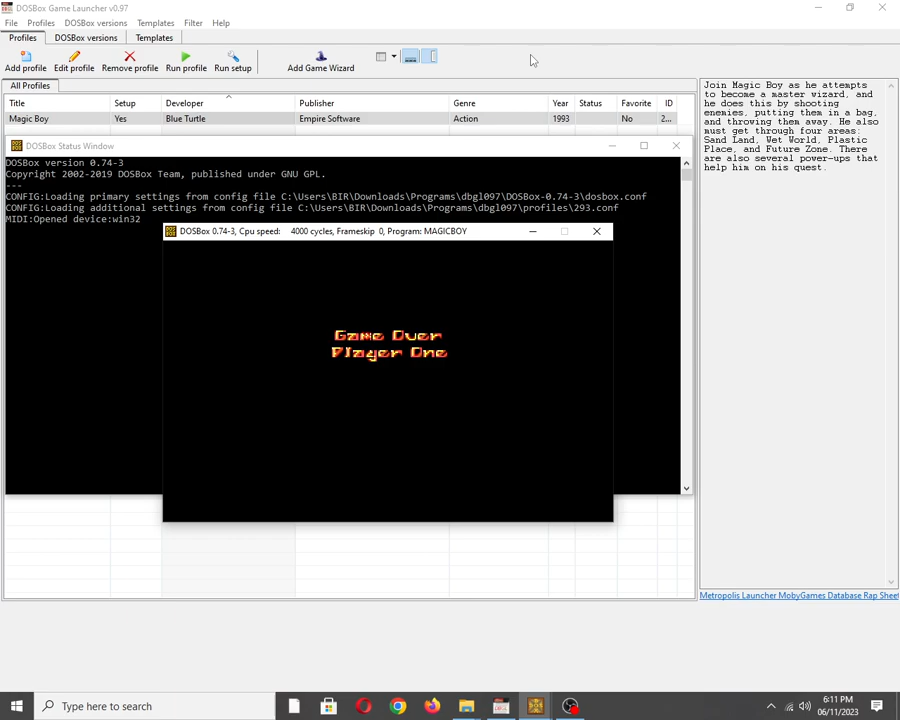 DOSBox Game Launcher v0.97
File Profiles DOSBox versions Templates Filter Help
Profiles DOSBox versions Templates
Add profile Edit profile Remove profile Run profile Run setup Add Game Wizard
All Profiles
Title Setup Developer Publisher Genre Year Status Favorite ID
Magic Boy Yes Blue Turtle Empire Software Action 1993 No 2...
Join Magic Boy as he attempts
to become a master wizard, and
he does this by shooting
enemies, putting them in a bag,
and throwing them away. He also
must get through four areas:
Sand Land, Wet World, Plastic
Place, and Future Zone. There
are also several power-ups that
help him on his quest.
DOSBox Status Window
DOSBox version 0.74-3
Copyright 2002-2019 DOSBox Team, published under GNU GPL.
---
CONFIG:Loading primary settings from config file C:\Users\BIR\Downloads\Programs\dbgl097\DOSBox-0.74-3\dosbox.conf
CONFIG:Loading additional settings from config file C:\Users\BIR\Downloads\Programs\dbgl097\profiles\293.conf
MIDI:Opened device:win32
DOSBox 0.74-3, Cpu speed: 4000 cycles, Frameskip 0, Program: MAGICBOY
Game Over
Player One
Metropolis Launcher MobyGames Database Rap Sheet
Type here to search
6:11 PM
06/11/2023